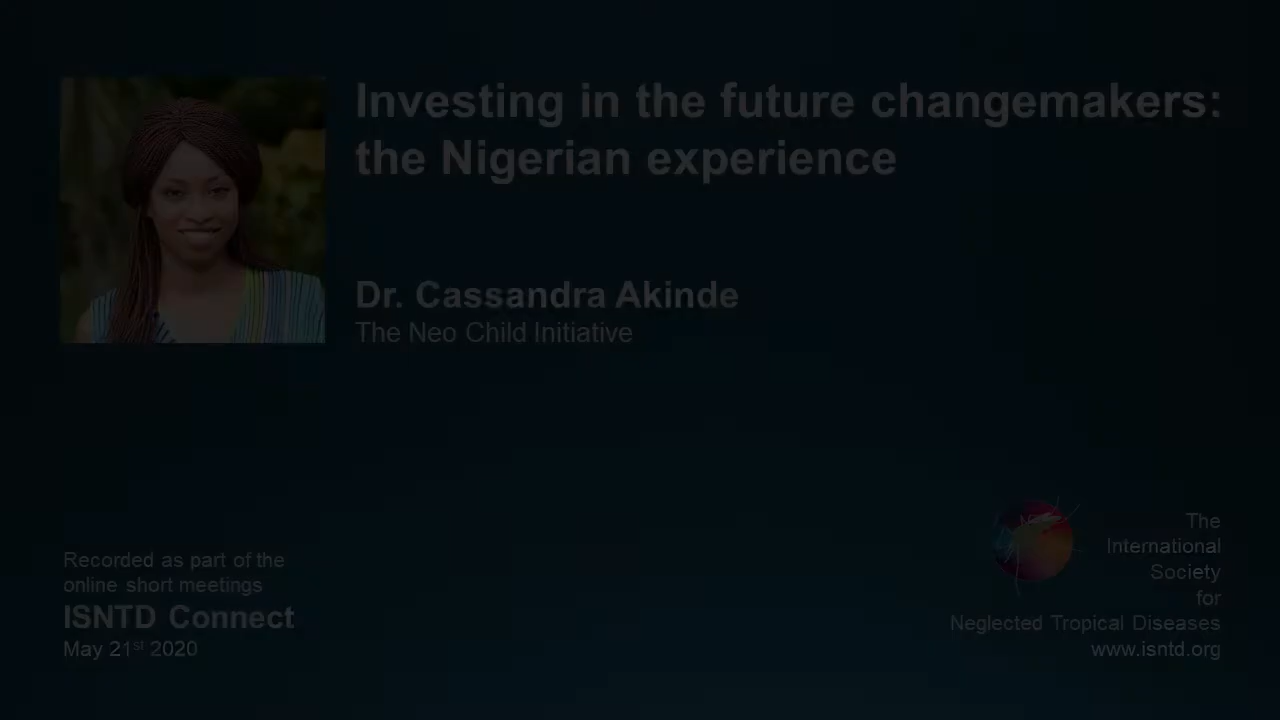 Investing in the future changemakers:
the Nigerian experience
Dr. Cassandra Akinde
The Neo Child Initiative
Recorded as part of the
online short meetings
ISNTD Connect
May 21st 2020
The
International
Society
for
Neglected Tropical Diseases
www.isntd.org